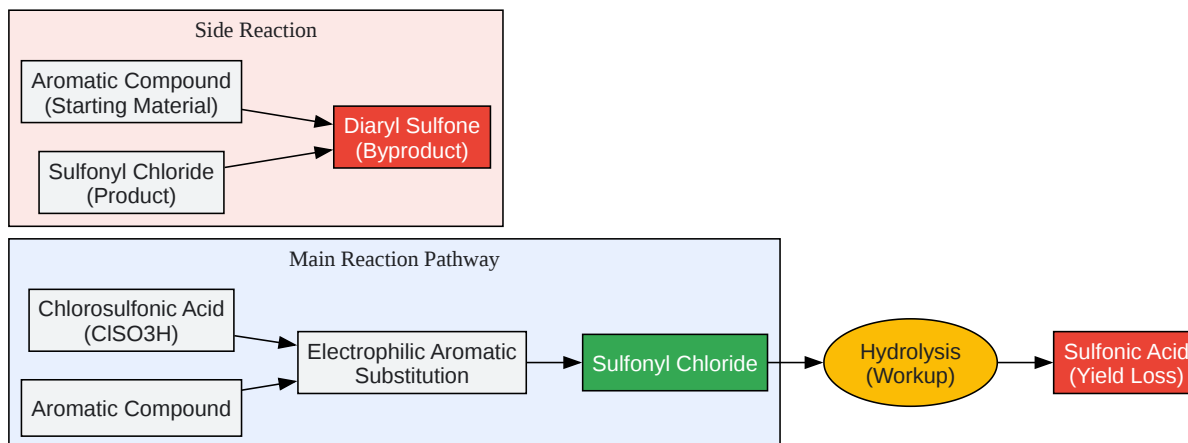 Side Reaction
Aromatic Compound
(Starting Material)
Sulfonyl Chloride
(Product)
Diaryl Sulfone
(Byproduct)
Main Reaction Pathway
Chlorosulfonic Acid
(ClSO3H)
Aromatic Compound
Electrophilic Aromatic
Substitution
Sulfonyl Chloride
Hydrolysis
(Workup)
Sulfonic Acid
(Yield Loss)